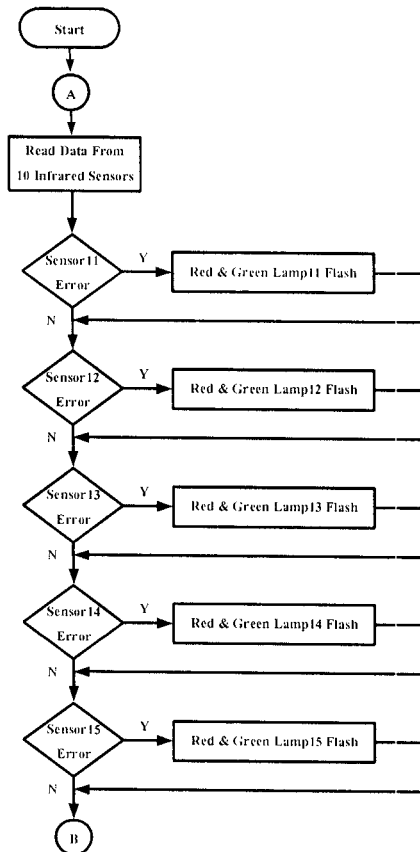 Start
A
Read Data From
10 Infrared Sensors
Sensor11
Error
Y
Red & Green Lamp11 Flash
N
Sensor12
Error
Y
Red & Green Lamp12 Flash
N
Sensor13
Error
Y
Red & Green Lamp13 Flash
N
Sensor14
Error
Y
Red & Green Lamp14 Flash
N
Sensor15
Error
Y
Red & Green Lamp15 Flash
N
B